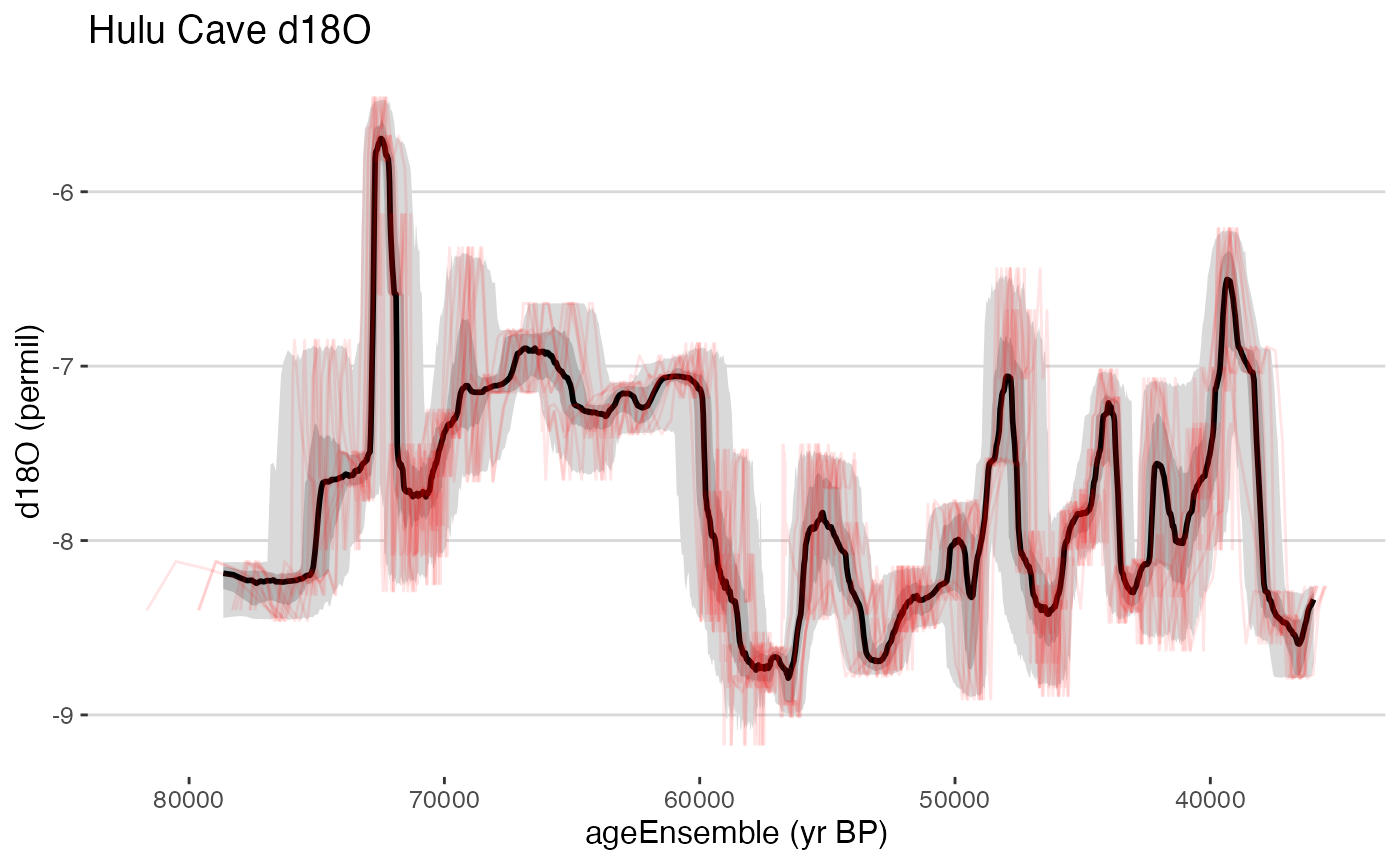 Hulu Cave d18O
d18O (permil)
-6
-7
-8
-9
80000 70000 60000 50000 40000
ageEnsemble (yr BP)